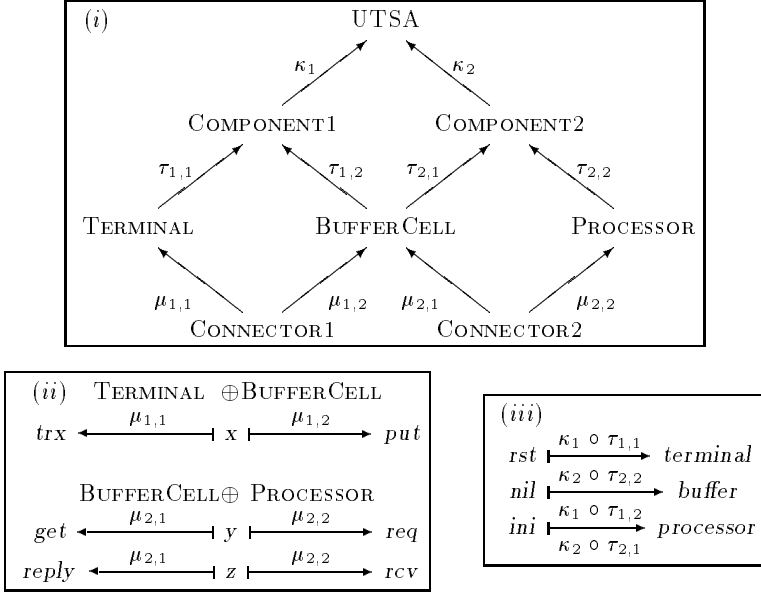 (i) UTSA
κ1 κ2
COMPONENT1 COMPONENT2
τ1,1 τ1,2 τ2,1 τ2,2
TERMINAL BUFFERCELL PROCESSOR
μ1,1 μ1,2 μ2,1 μ2,2
CONNECTOR1 CONNECTOR2
(ii) TERMINAL ⊕BUFFERCELL
μ1,1 μ1,2
trx x put
BUFFERCELL⊕ PROCESSOR
μ2,1 μ2,2
get y req
μ2,1 μ2,2
reply z rcv
(iii)
κ1 ∘ τ1,1
rst terminal
κ2 ∘ τ2,2
nil buffer
κ1 ∘ τ1,2
ini processor
κ2 ∘ τ2,1